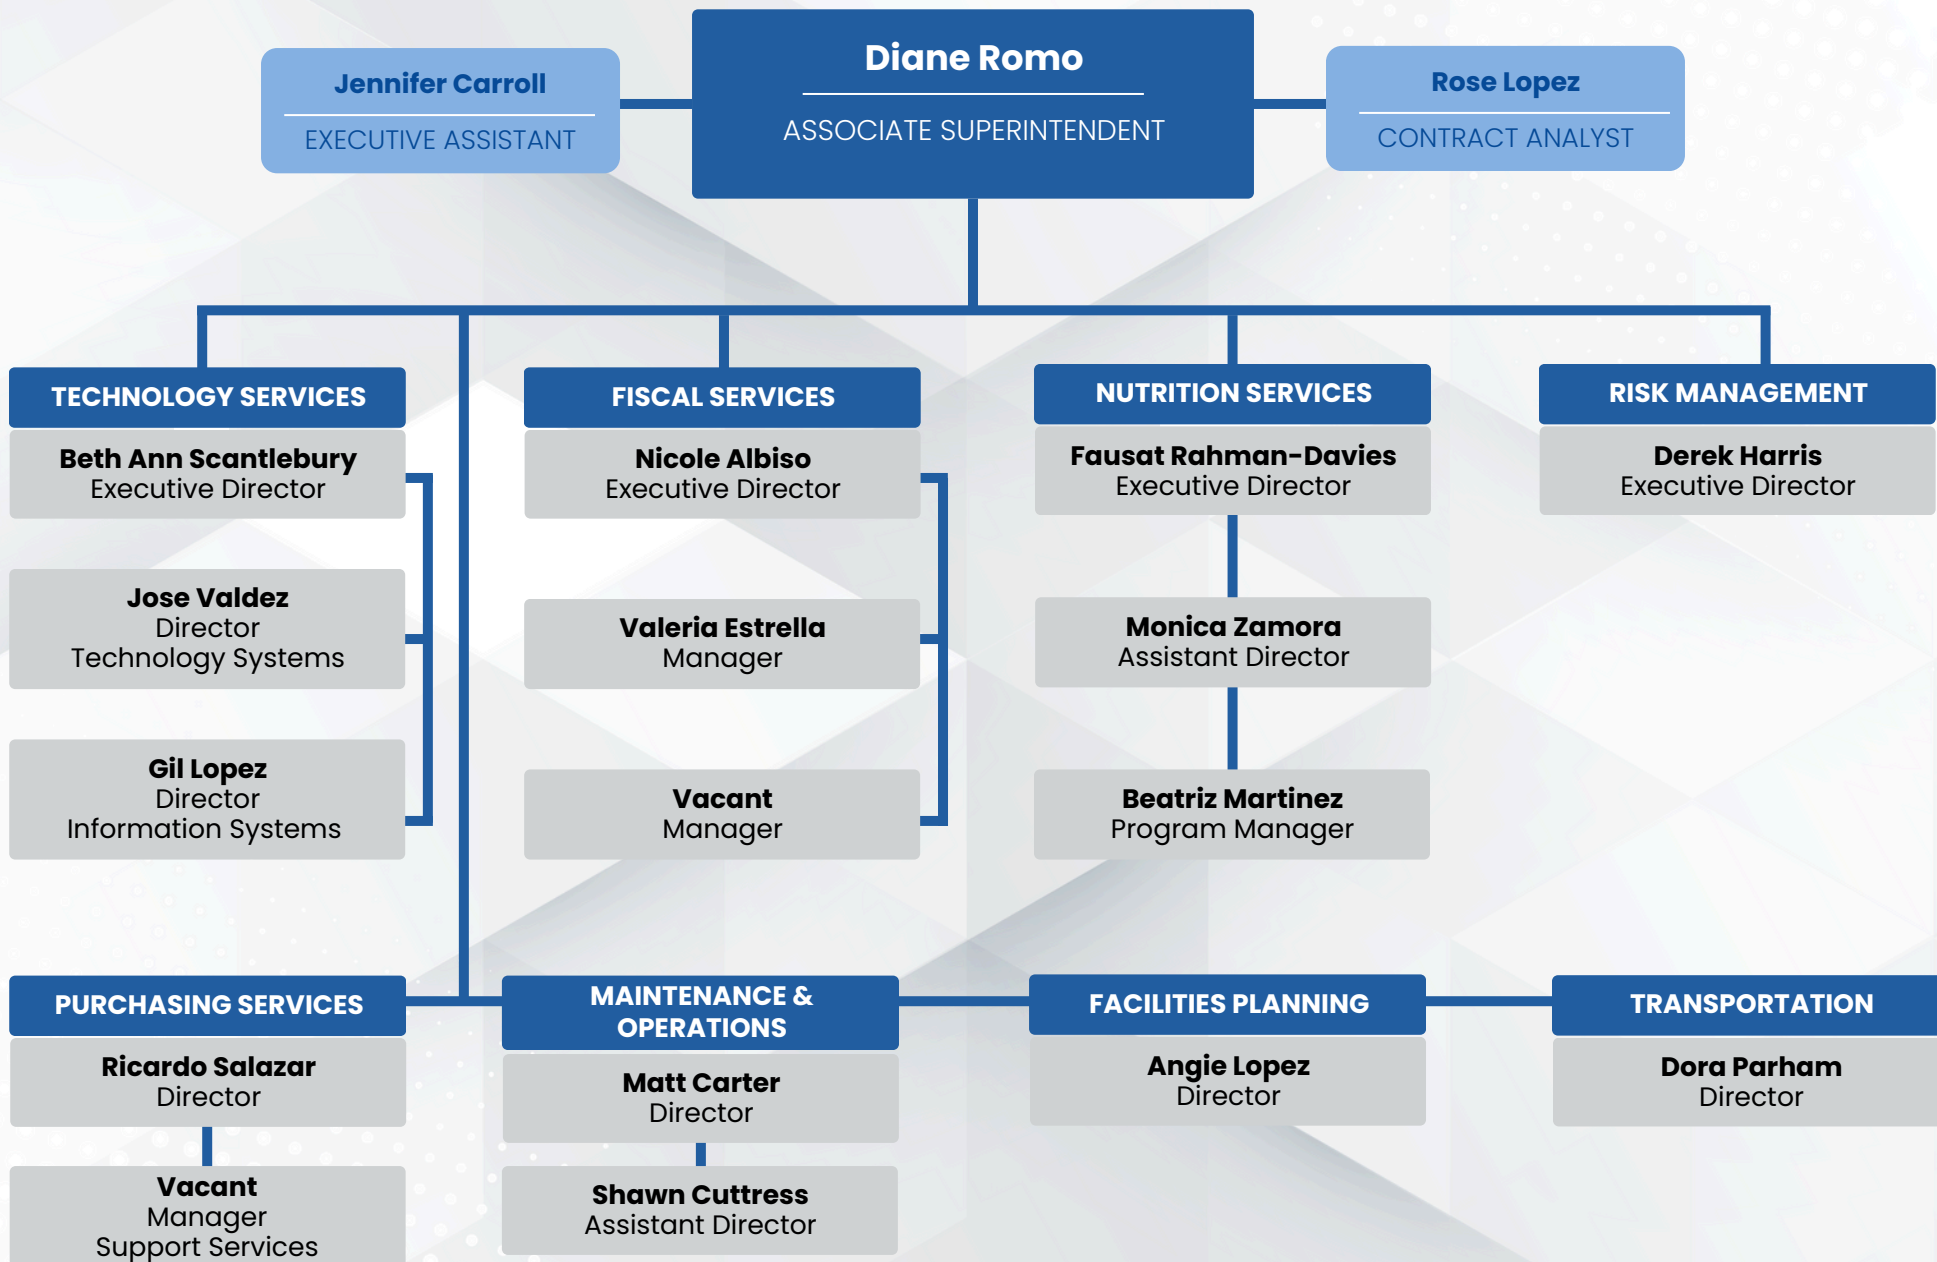 Diane Romo
ASSOCIATE SUPERINTENDENT
Jennifer Carroll
EXECUTIVE ASSISTANT
Rose Lopez
CONTRACT ANALYST
TECHNOLOGY SERVICES
Beth Ann Scantlebury
Executive Director
Jose Valdez
Director
Technology Systems
Gil Lopez
Director
Information Systems
FISCAL SERVICES
Nicole Albiso
Executive Director
Valeria Estrella
Manager
Vacant
Manager
NUTRITION SERVICES
Fausat Rahman-Davies
Executive Director
Monica Zamora
Assistant Director
Beatriz Martinez
Program Manager
RISK MANAGEMENT
Derek Harris
Executive Director
PURCHASING SERVICES
Ricardo Salazar
Director
Vacant
Manager
Support Services
MAINTENANCE &
OPERATIONS
Matt Carter
Director
Shawn Cuttress
Assistant Director
FACILITIES PLANNING
Angie Lopez
Director
TRANSPORTATION
Dora Parham
Director